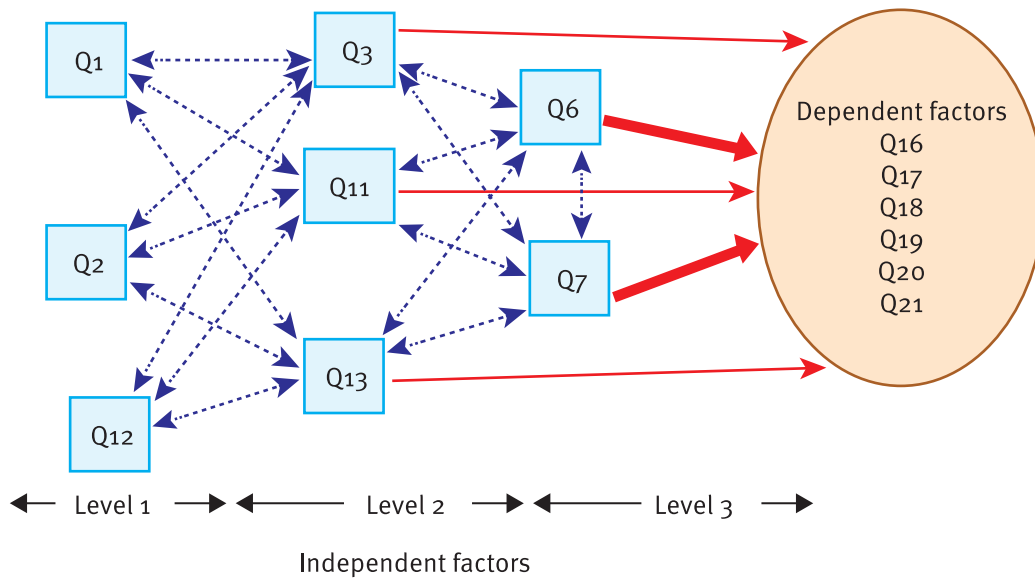 Q1
Q3
Q6
Q11
Q2
Q7
Q13
Q12
Dependent factors
Q16
Q17
Q18
Q19
Q20
Q21
Level 1
Level 2
Level 3
Independent factors